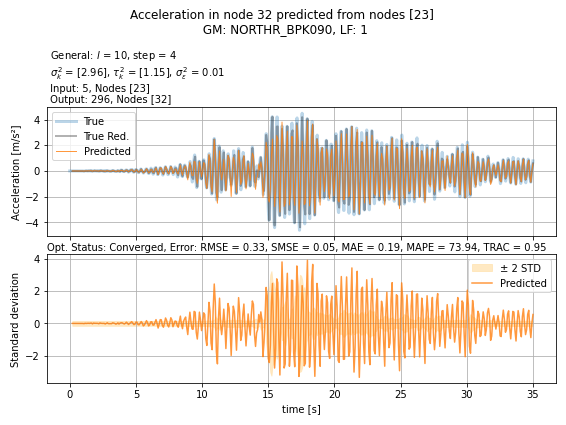 Acceleration in node 32 predicted from nodes [23]
GM: NORTHR_BPK090, LF: 1
General: l = 10, step = 4
σ²ₖ = [2.96], τ²ₖ = [1.15], σ²ε = 0.01
Input: 5, Nodes [23]
Output: 296, Nodes [32]
True
True Red.
Predicted
Acceleration [m/s²]
4
2
0
−2
−4
Opt. Status: Converged, Error: RMSE = 0.33, SMSE = 0.05, MAE = 0.19, MAPE = 73.94, TRAC = 0.95
± 2 STD
Predicted
Standard deviation
4
2
0
−2
0 5 10 15 20 25 30 35
time [s]